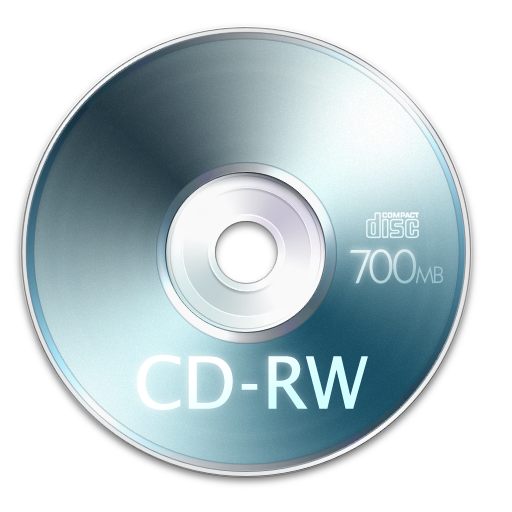 COMPACT
disc
700MB
CD-RW